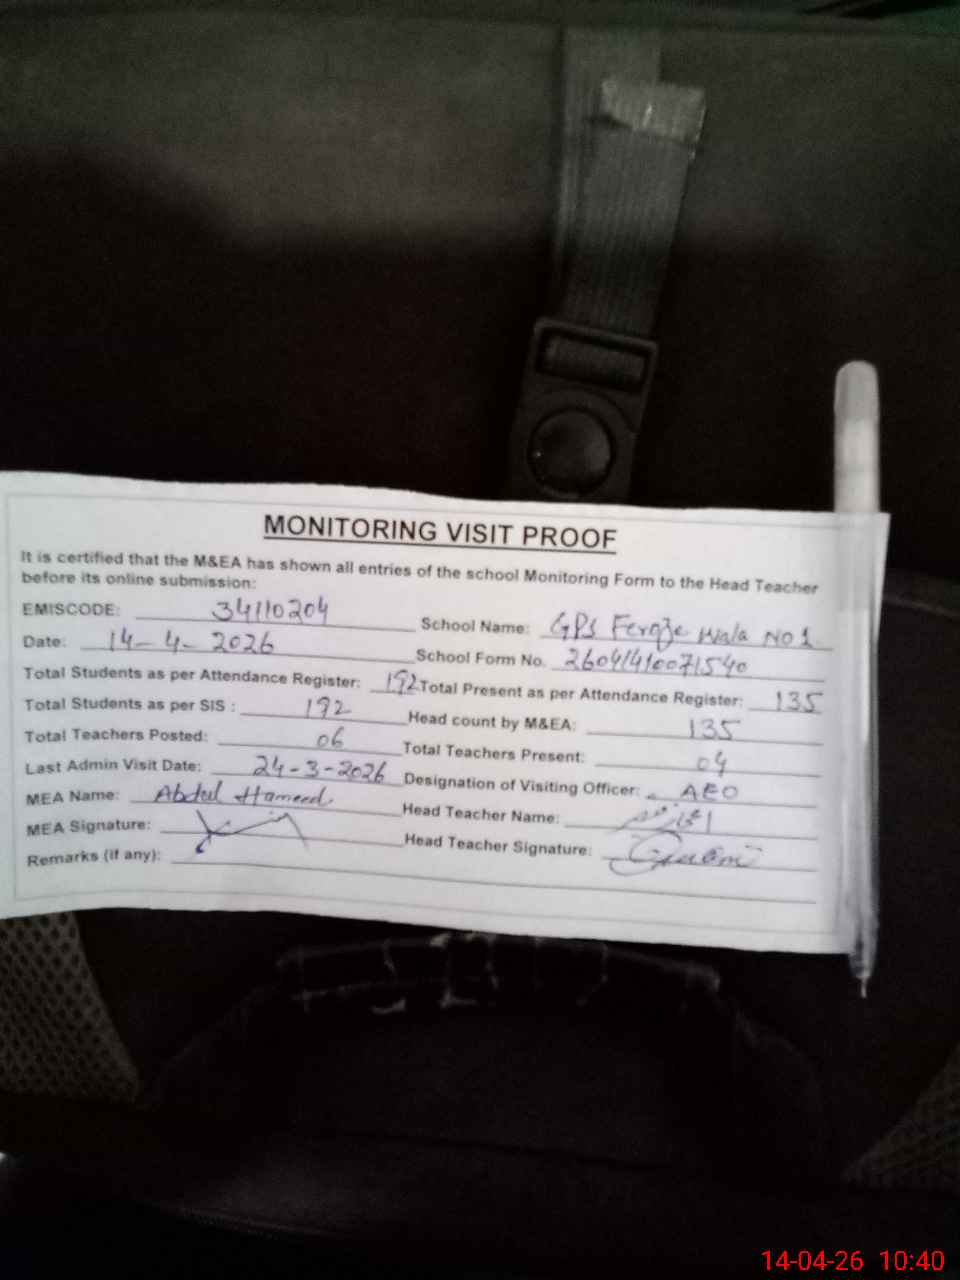 MONITORING VISIT PROOF
It is certified that the M&EA has shown all entries of the school Monitoring Form to the Head Teacher
before its online submission:
EMISCODE: 34110204 School Name: GPS Feroze Wala No 1
Date: 14-4-2026 School Form No. 26041410071540
Total Students as per Attendance Register: 192 Total Present as per Attendance Register: 135
Total Students as per SIS : 192 Head count by M&EA: 135
Total Teachers Posted: 06 Total Teachers Present: 04
Last Admin Visit Date: 24-3-2026 Designation of Visiting Officer: AEO
MEA Name: Abdul Hameed Head Teacher Name:
MEA Signature: Head Teacher Signature:
Remarks (if any):
14-04-26 10:40